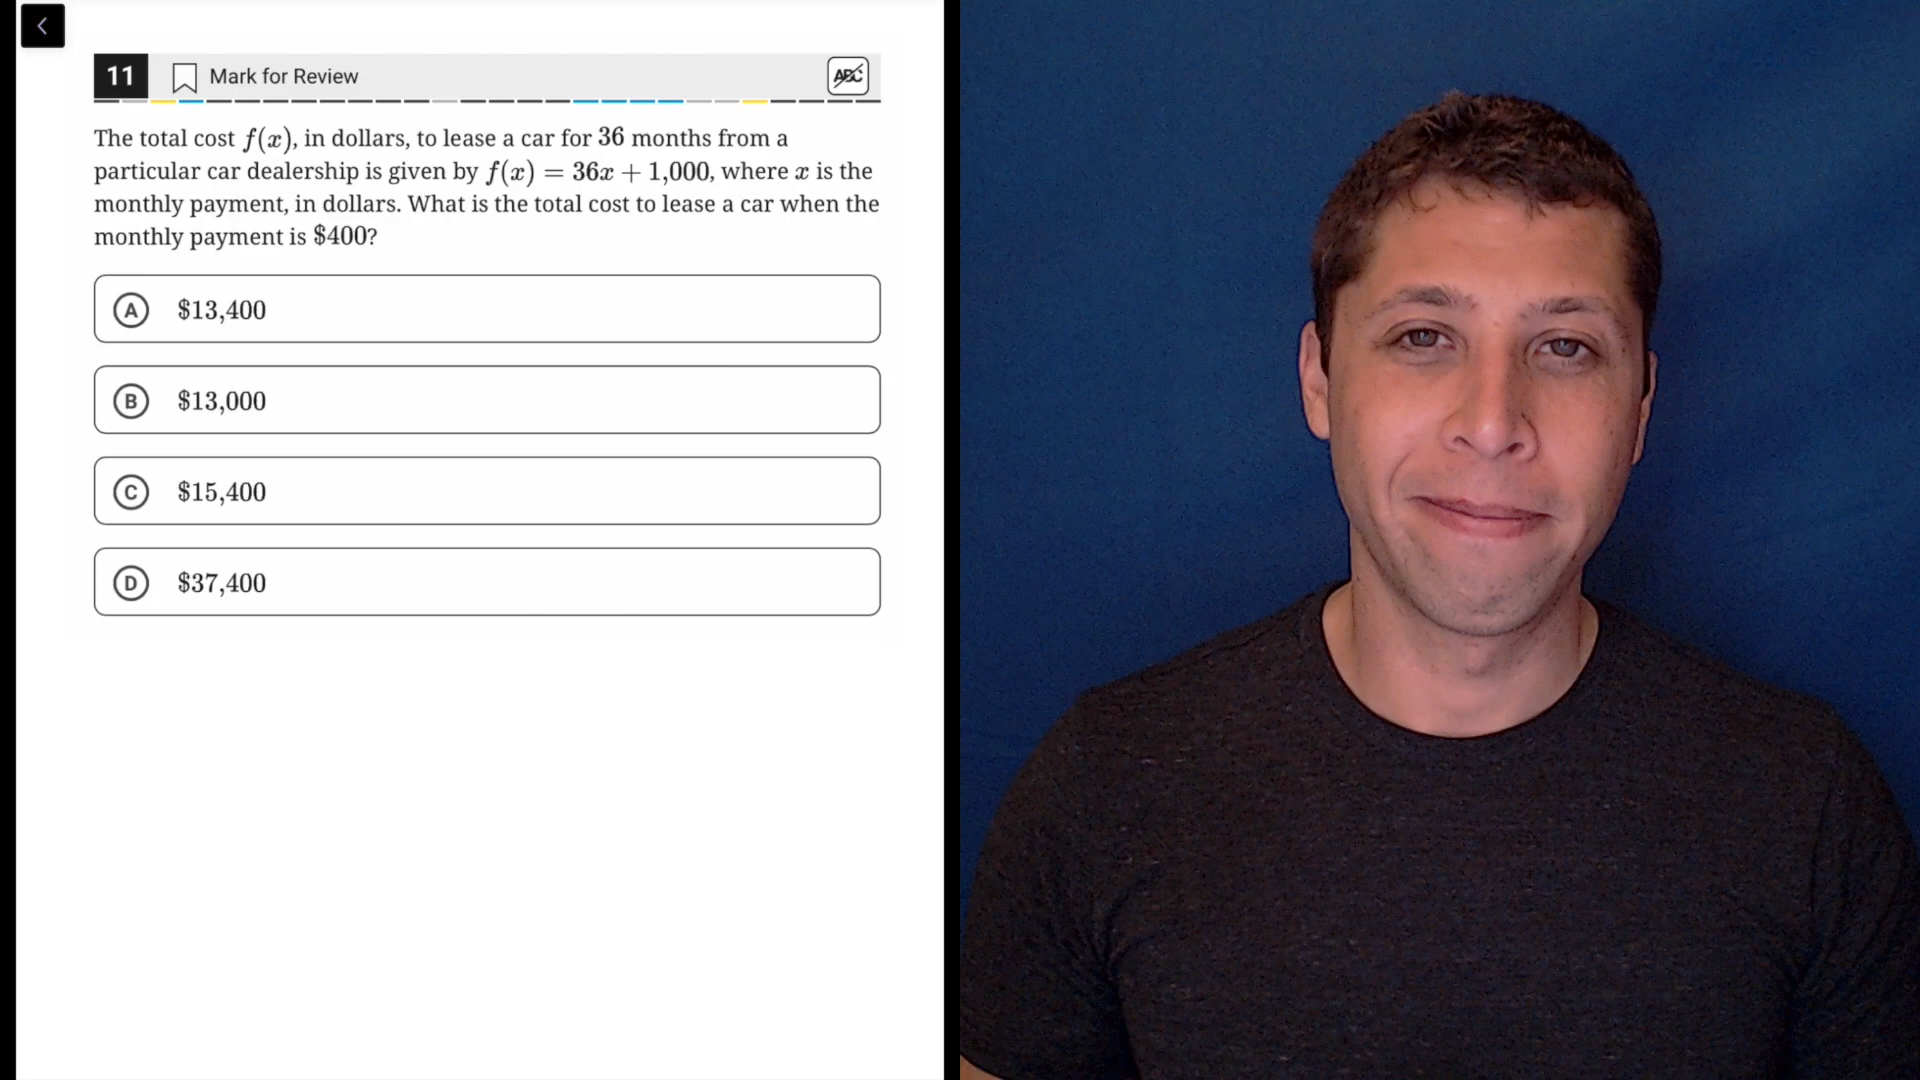 11 Mark for Review ABC
The total cost f(x), in dollars, to lease a car for 36 months from a
particular car dealership is given by f(x) = 36x + 1,000, where x is the
monthly payment, in dollars. What is the total cost to lease a car when the
monthly payment is $400?
A $13,400
B $13,000
C $15,400
D $37,400